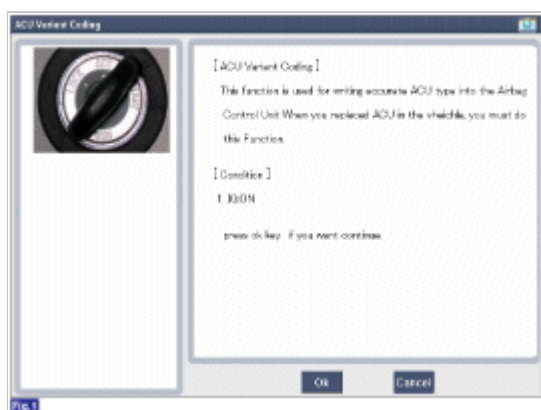 ACU Variant Coding
[ ACU Variant Coding ]
This function is used for writing accurate ACU type into the Airbag
Control Unit When you replaced ACU in the vheichle, you must do
this Function.
[ Condition ]
1. IG:ON
press ok key if you want continue.
Ok
Cancel
Fig.1